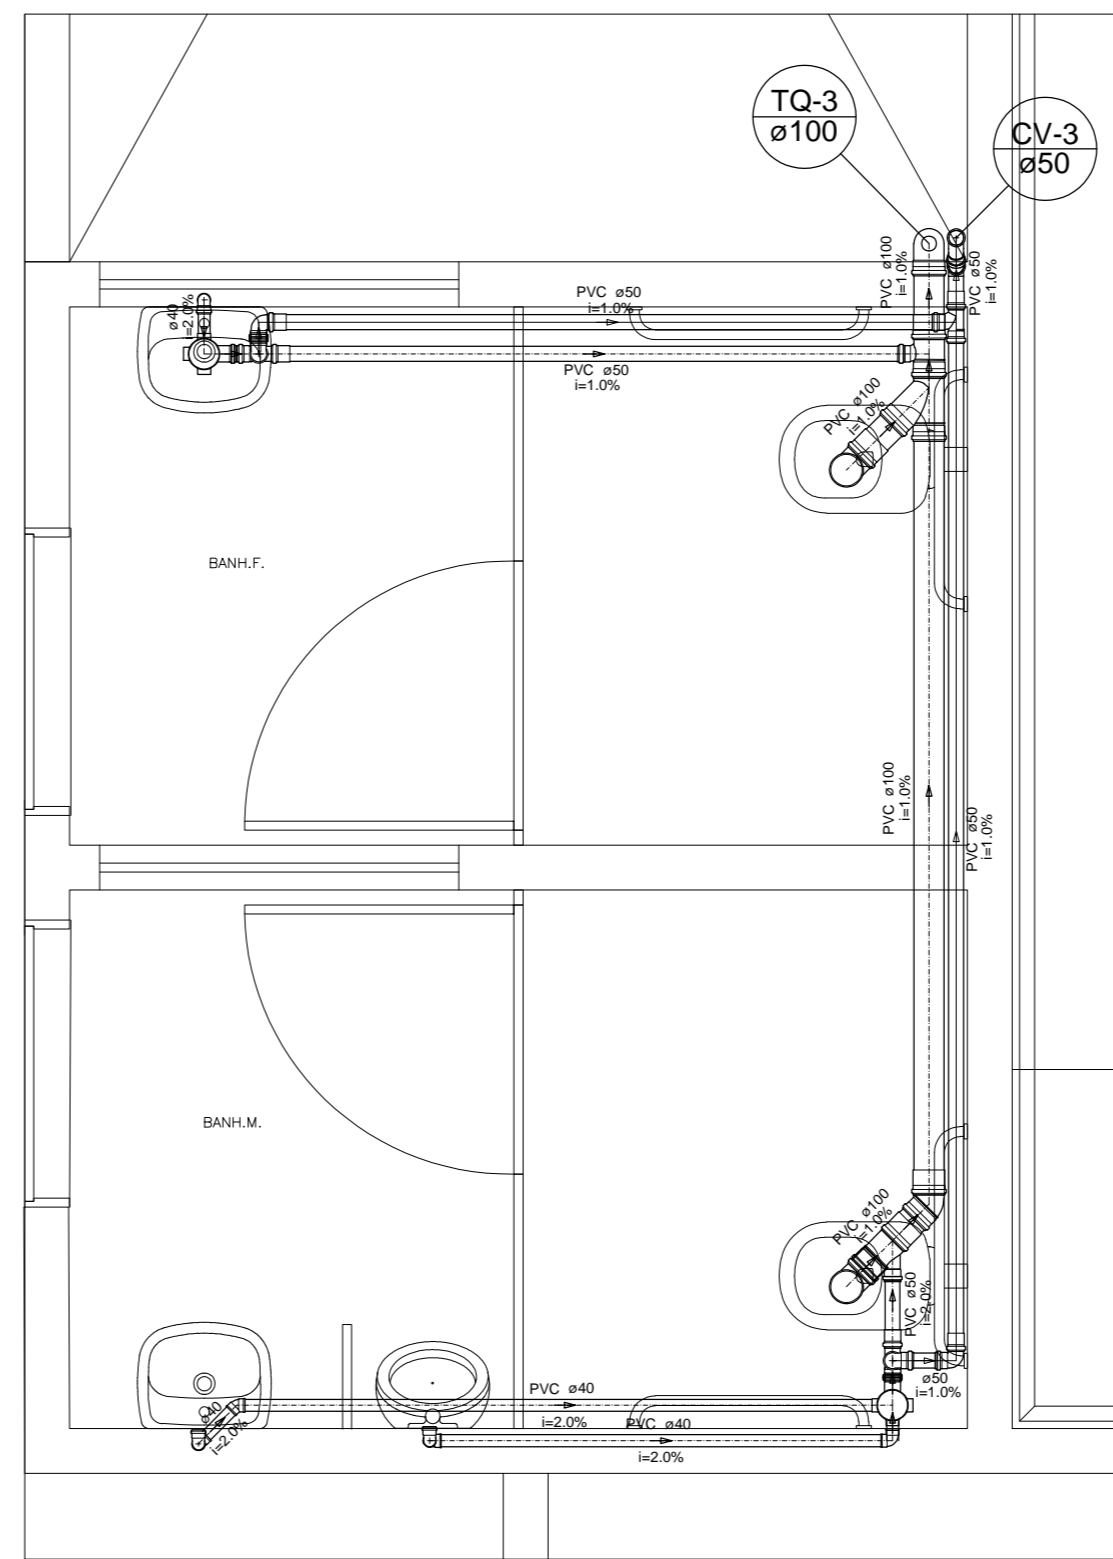 TQ-3
ø100
CV-3
ø50
PVC ø100
i=1.0%
PVC ø50
i=1.0%
ø40
i=2.0%
PVC ø50
i=1.0%
PVC ø50
i=1.0%
PVC ø100
i=1.0%
BANH.F.
PVC ø100
i=1.0%
PVC ø50
i=1.0%
BANH.M.
PVC ø100
i=1.0%
PVC ø50
i=2.0%
ø50
i=1.0%
PVC ø40
i=2.0%
ø40
i=2.0%
PVC ø40
i=2.0%